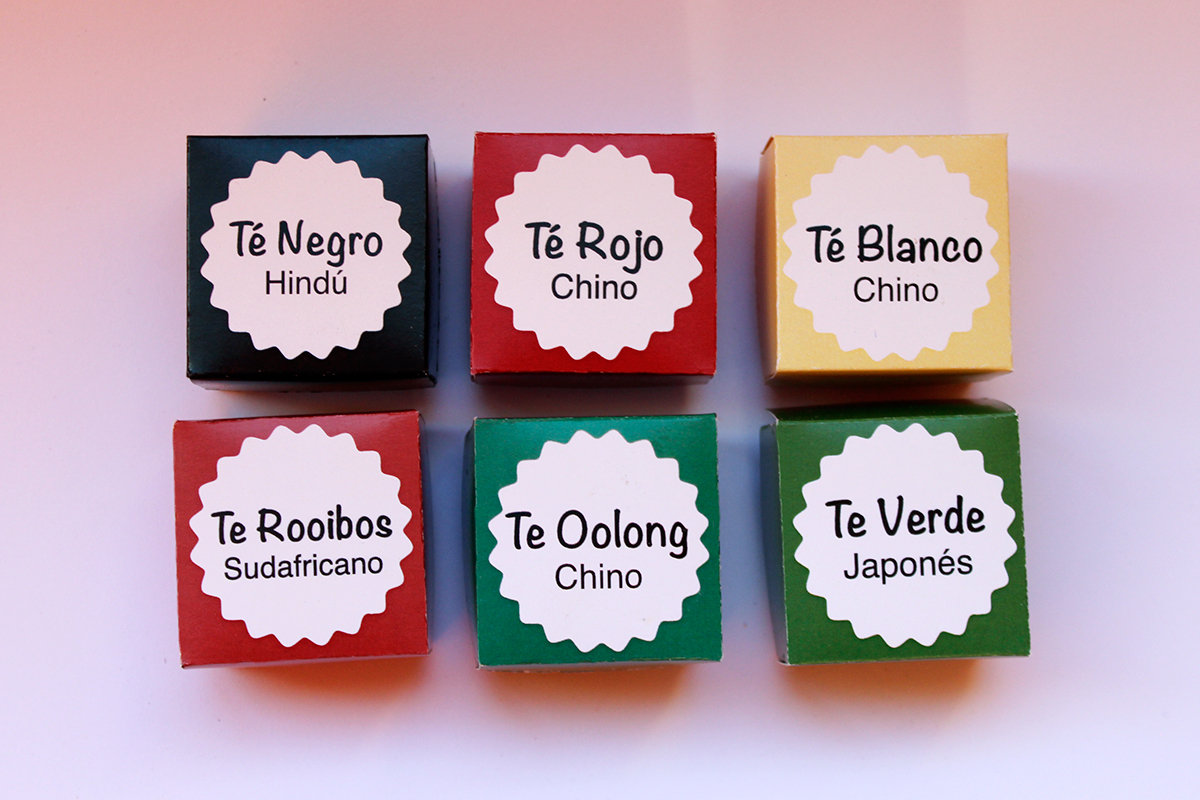 Té Negro
Hindú
Té Rojo
Chino
Té Blanco
Chino
Te Rooibos
Sudafricano
Te Oolong
Chino
Te Verde
Japonés